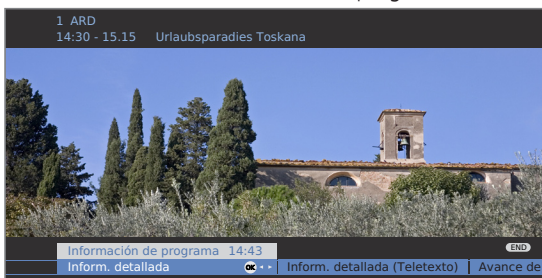 1 ARD
14:30 - 15.15 Urlaubsparadies Toskana
END
Información de programa 14:43
Inform. detallada OK Inform. detallada (Teletexto) Avance de